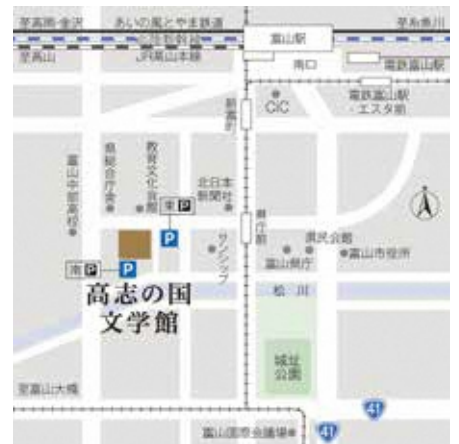 至高岡·金沢
あいの風とやま鉄道
富山駅
至糸魚川
北陸新幹線
至高山
JR高山本線
南口
電鉄富山駅
新富町
CiC
電鉄富山駅
・エスタ前
富山中部高校
県総合庁舎
教育文化会館
東 P
P
北日本
新聞社
県庁前
県民会館
富山市役所
サンシップ
富山県庁
南 P
P
高志の国
文学館
松川
城址
公園
至富山大橋
41
富山国際会議場
41